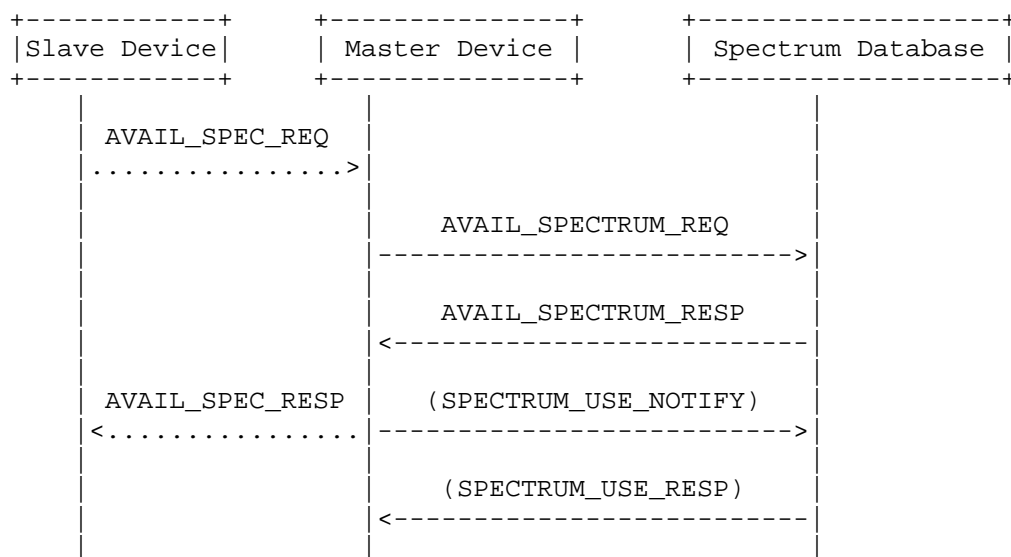 Slave Device Master Device Spectrum Database
AVAIL_SPEC_REQ
AVAIL_SPECTRUM_REQ
AVAIL_SPECTRUM_RESP
AVAIL_SPEC_RESP (SPECTRUM_USE_NOTIFY)
(SPECTRUM_USE_RESP)